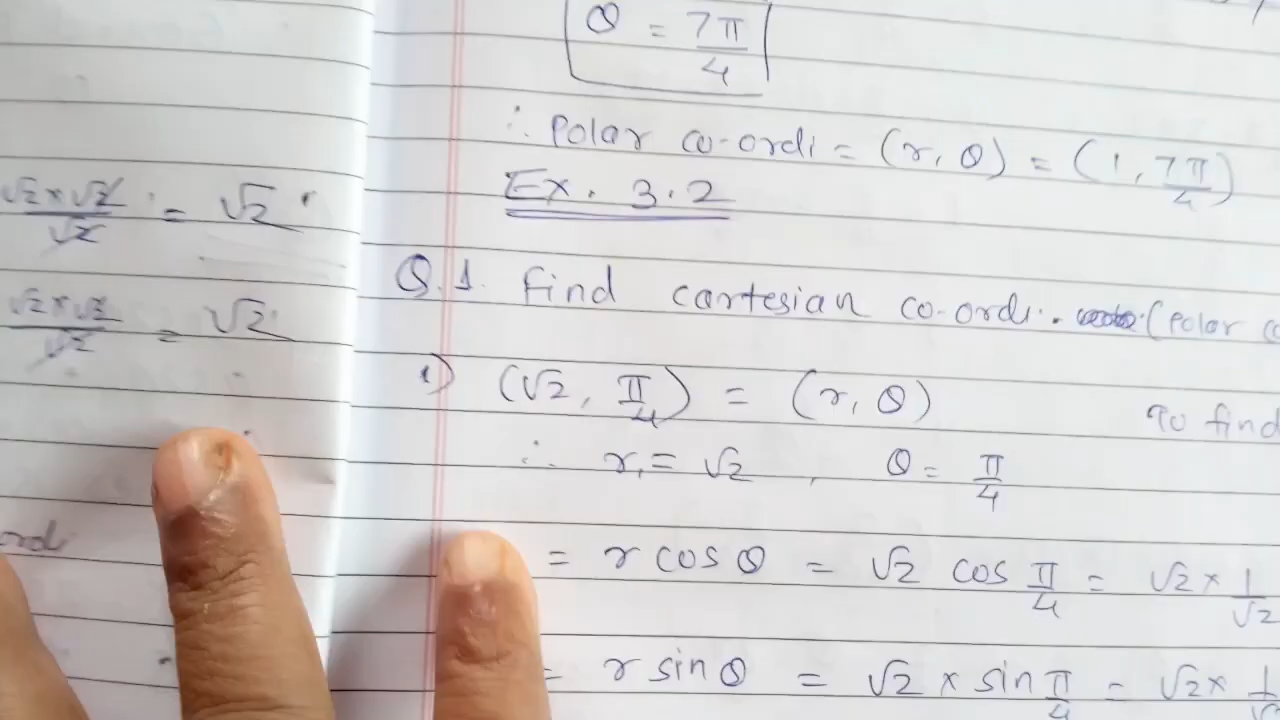 θ = 7π/4
∴ Polar co-ordi = (r, θ) = (1, 7π/4)
Ex. 3.2
Q.1. Find cartesian co-ordi. (Polar
1) (√2, π/4) = (r, θ)
To find
∴ r = √2 , θ = π/4
= r cos θ = √2 cos π/4 = √2 × 1/√2
= r sin θ = √2 × sin π/4 = √2 × 1/√
√2 × √2/√2 = √2
√2 × √2/√2 = √2
ordi